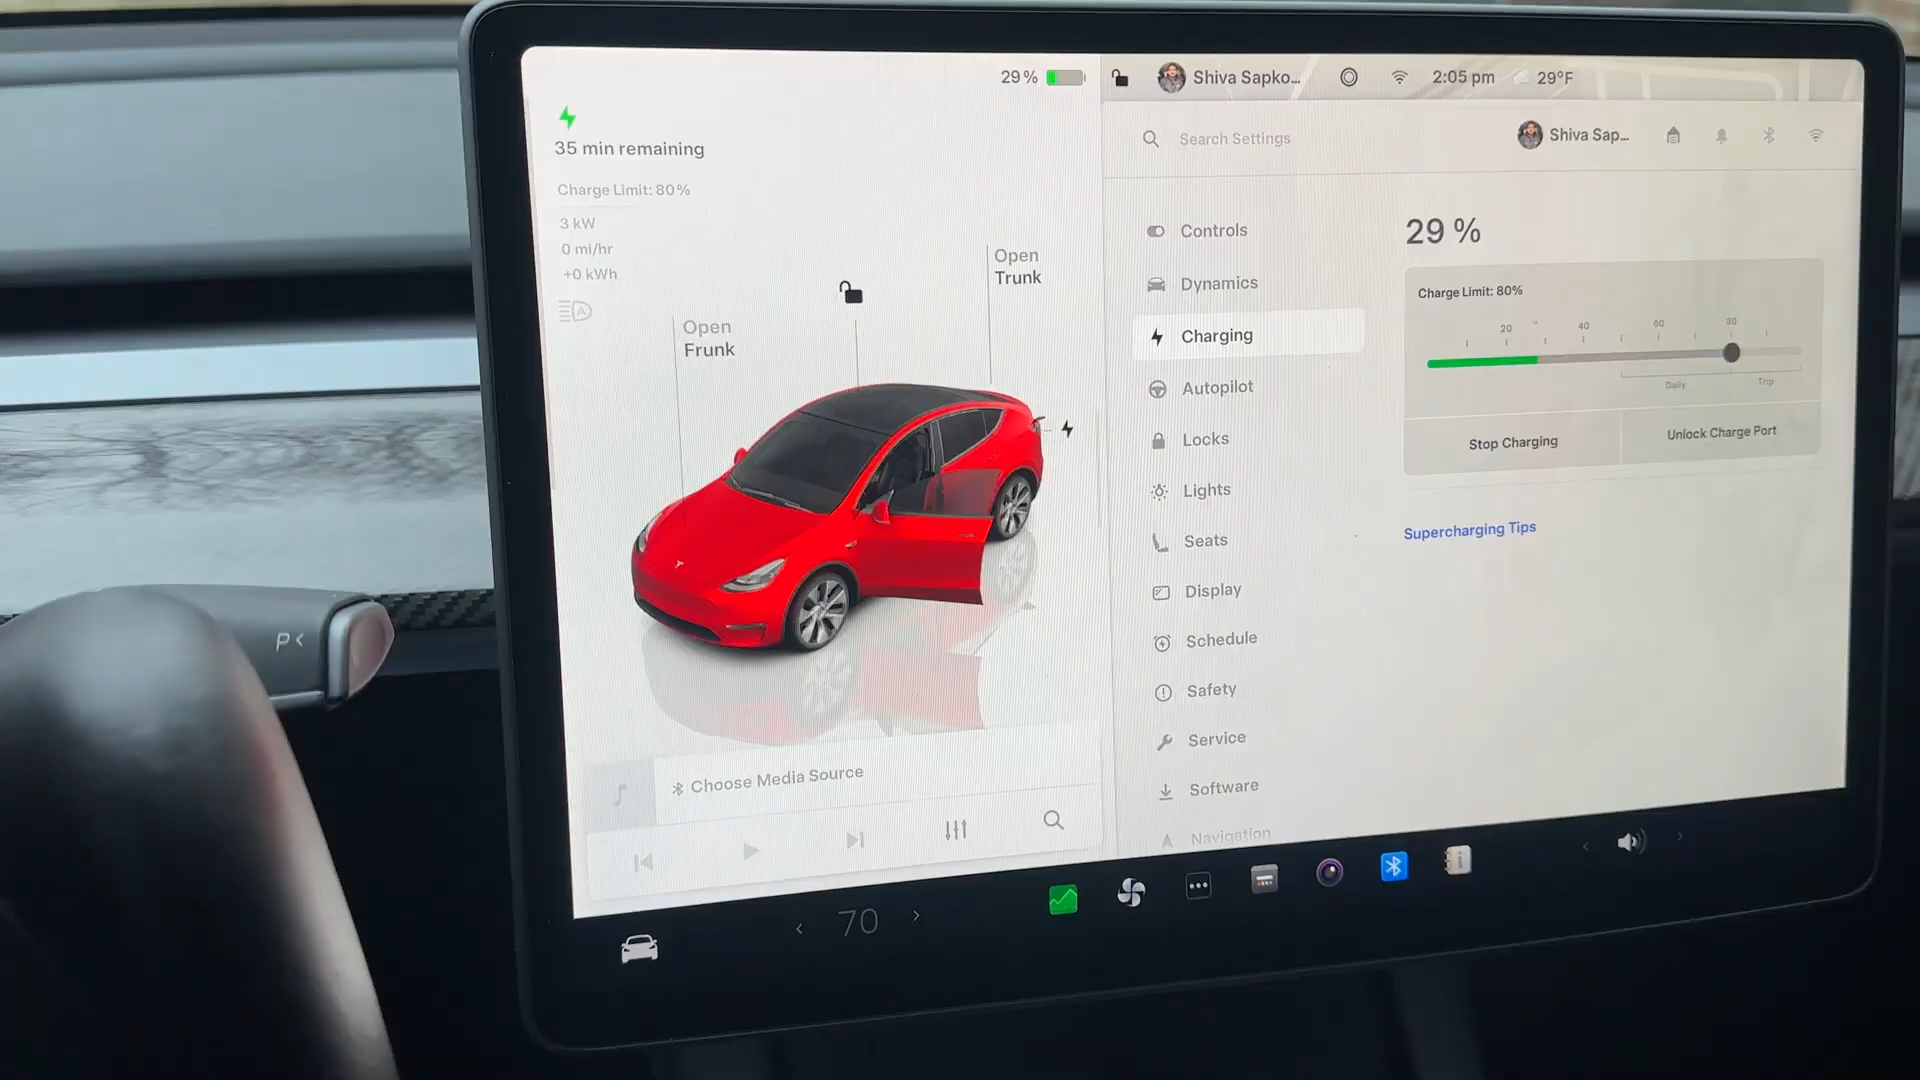 29 %
Shiva Sapko...
2:05 pm
29°F
35 min remaining
Charge Limit: 80%
3 kW
0 mi/hr
+0 kWh
A
Open
Trunk
Open
Frunk
Choose Media Source
Search Settings
Shiva Sap...
Controls
Dynamics
Charging
Autopilot
Locks
Lights
Seats
Display
Schedule
Safety
Service
Software
Navigation
29 %
Charge Limit: 80%
20 40 60 80
Daily Trip
Stop Charging
Unlock Charge Port
Supercharging Tips
P <
< 70 >